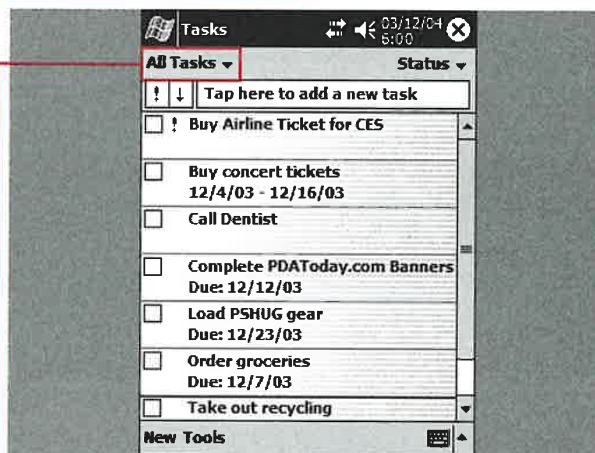 Tasks
03/12/04
6:00
All Tasks
Status
! ↓ Tap here to add a new task
! Buy Airline Ticket for CES
Buy concert tickets
12/4/03 - 12/16/03
Call Dentist
Complete PDAToday.com Banners
Due: 12/12/03
Load PSHUG gear
Due: 12/23/03
Order groceries
Due: 12/7/03
Take out recycling
New Tools